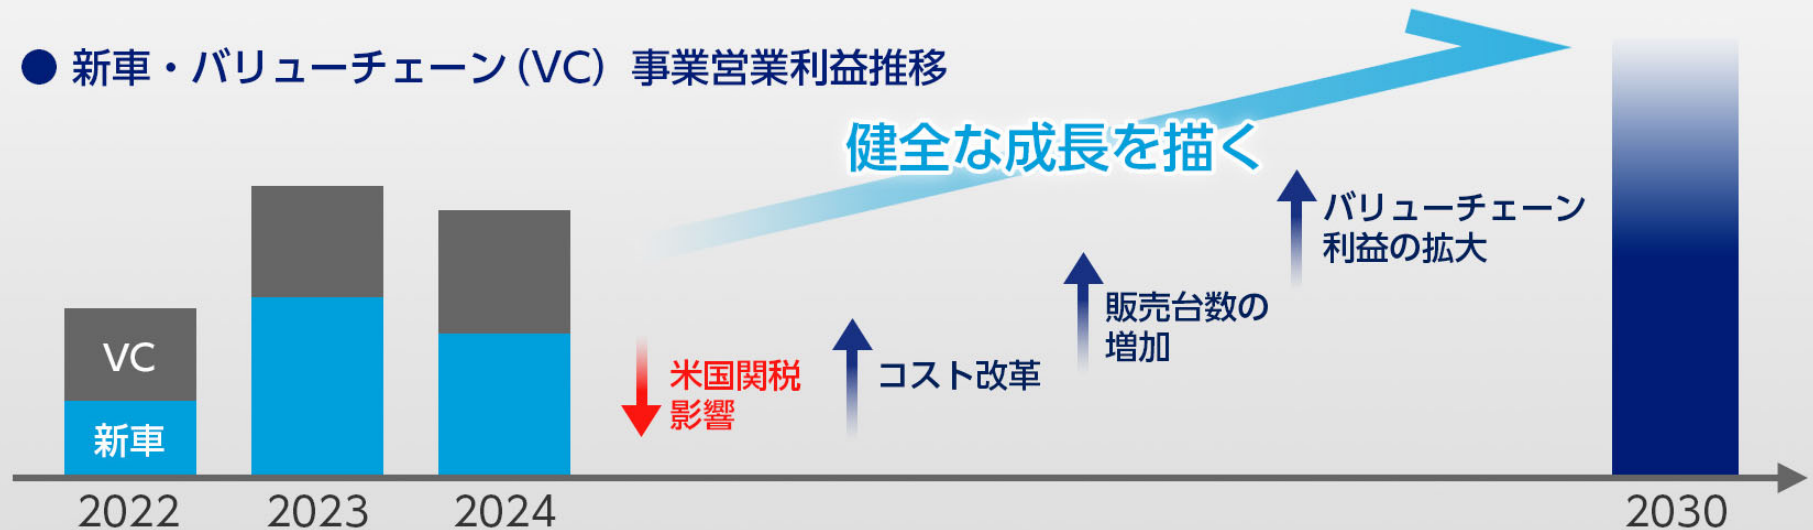 ● 新車・バリューチェーン（VC）事業営業利益推移
健全な成長を描く
バリューチェーン
利益の拡大
販売台数の
増加
コスト改革
米国関税
影響
VC
新車
2022
2023
2024
2030